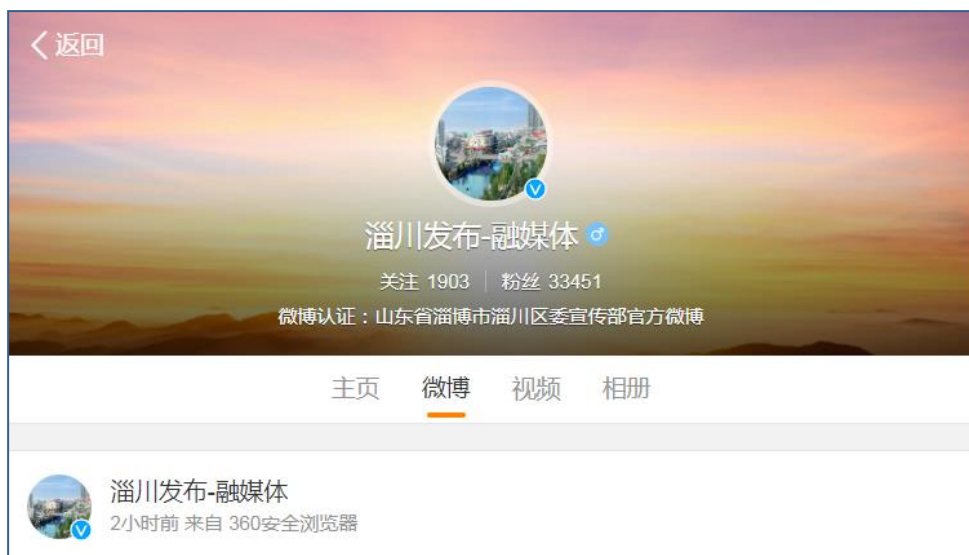 返回
淄川发布-融媒体
关注 1903 粉丝 33451
微博认证：山东省淄博市淄川区委宣传部官方微博
主页 微博 视频 相册
淄川发布-融媒体
2小时前 来自 360安全浏览器